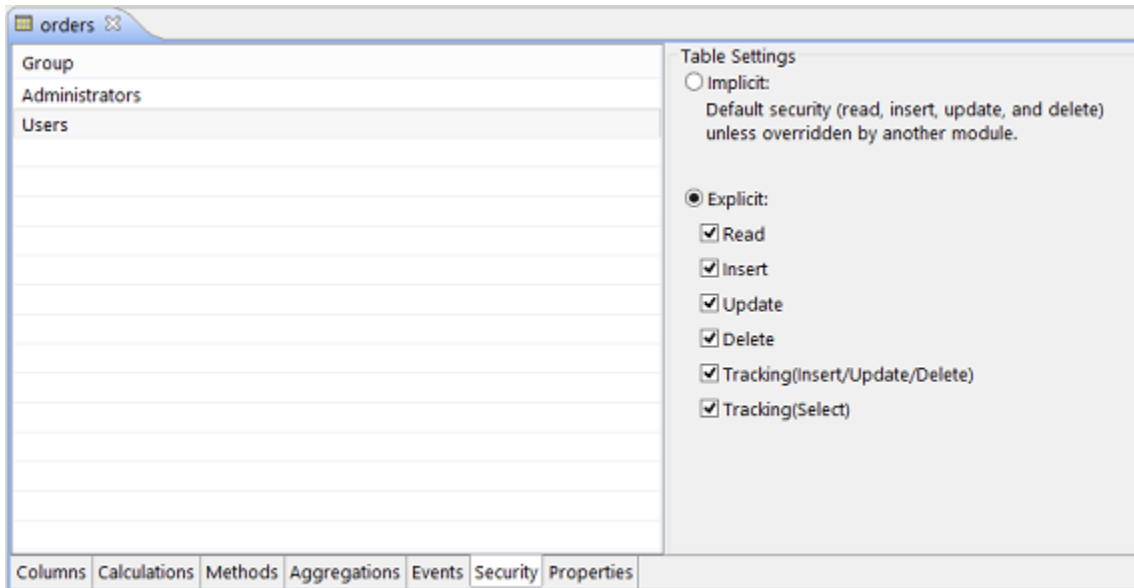 orders
Group
Administrators
Users
Table Settings
Implicit:
Default security (read, insert, update, and delete)
unless overridden by another module.
Explicit:
Read
Insert
Update
Delete
Tracking(Insert/Update/Delete)
Tracking(Select)
Columns Calculations Methods Aggregations Events Security Properties